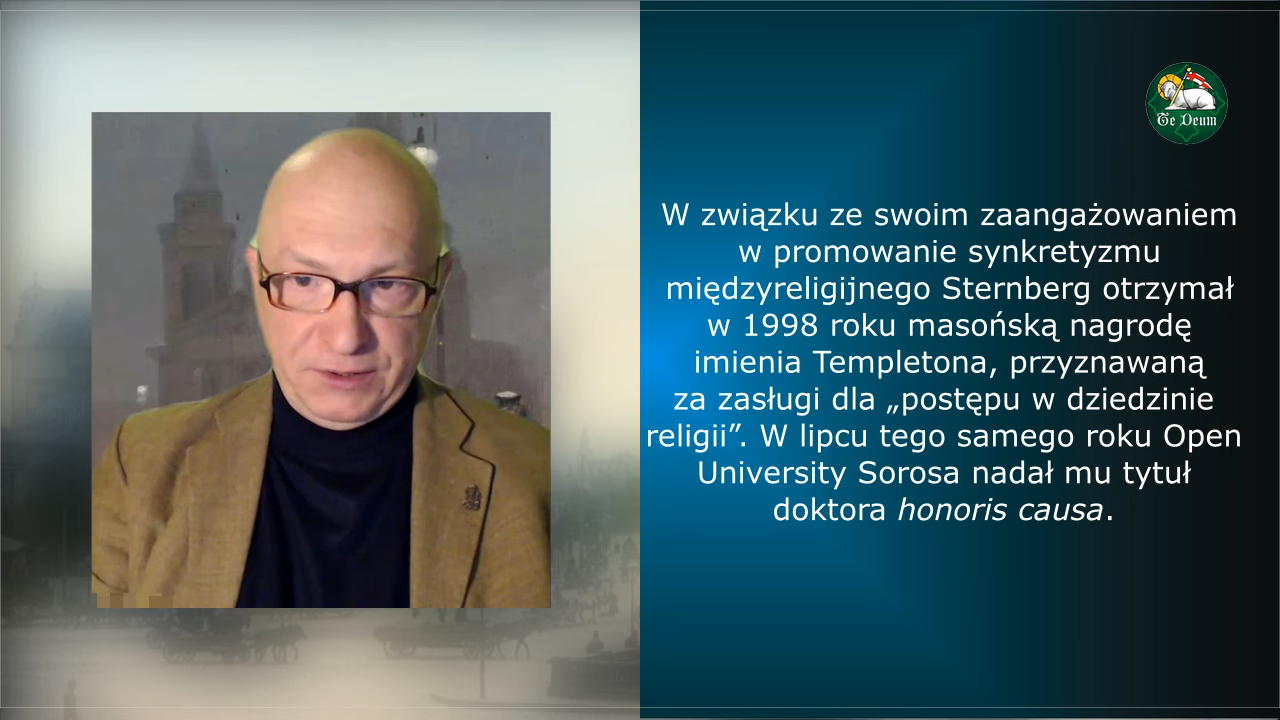 Te Deum
W związku ze swoim zaangażowaniem
w promowanie synkretyzmu
międzyreligijnego Sternberg otrzymał
w 1998 roku masońską nagrodę
imienia Templetona, przyznawaną
za zasługi dla „postępu w dziedzinie
religii”. W lipcu tego samego roku Open
University Sorosa nadał mu tytuł
doktora honoris causa.